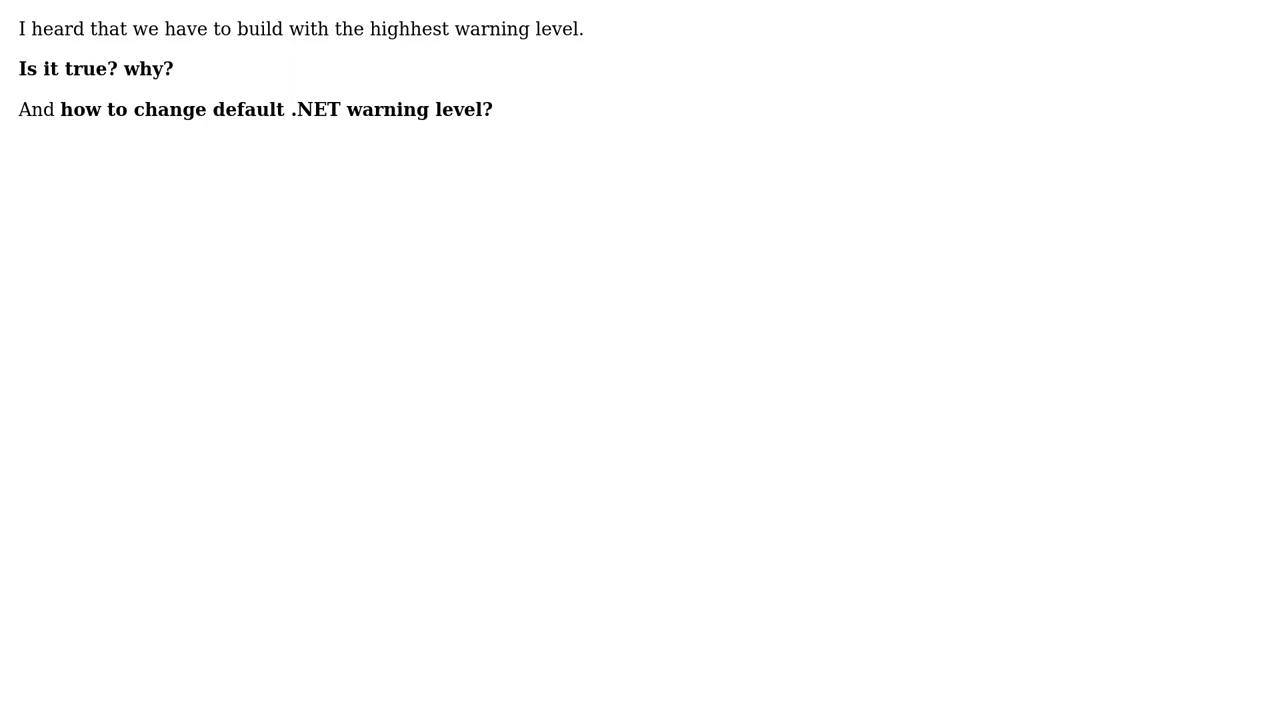 I heard that we have to build with the highhest warning level.
Is it true? why?
And how to change default .NET warning level?